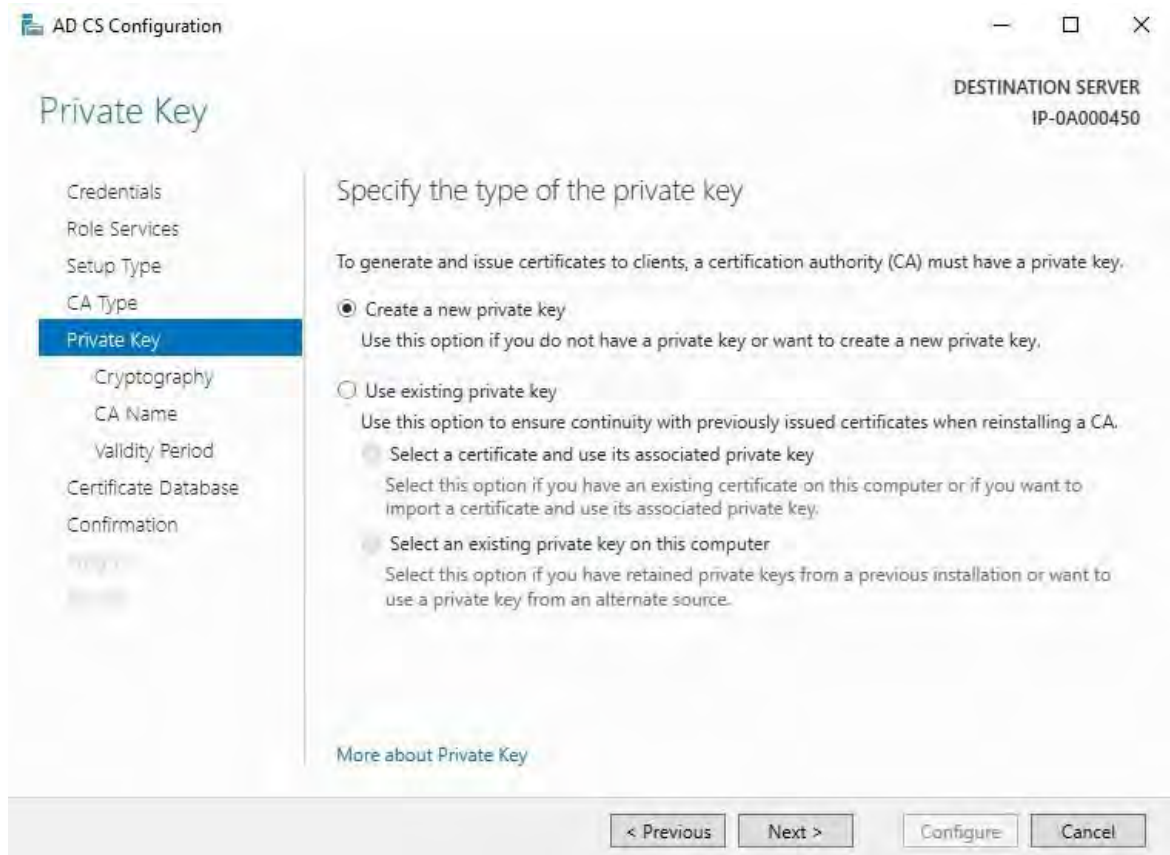 AD CS Configuration
DESTINATION SERVER
IP-0A000450
Private Key
Credentials
Role Services
Setup Type
CA Type
Private Key
Cryptography
CA Name
Validity Period
Certificate Database
Confirmation
Specify the type of the private key
To generate and issue certificates to clients, a certification authority (CA) must have a private key.
Create a new private key
Use this option if you do not have a private key or want to create a new private key.
Use existing private key
Use this option to ensure continuity with previously issued certificates when reinstalling a CA.
Select a certificate and use its associated private key
Select this option if you have an existing certificate on this computer or if you want to
import a certificate and use its associated private key.
Select an existing private key on this computer
Select this option if you have retained private keys from a previous installation or want to
use a private key from an alternate source.
More about Private Key
< Previous
Next >
Configure
Cancel